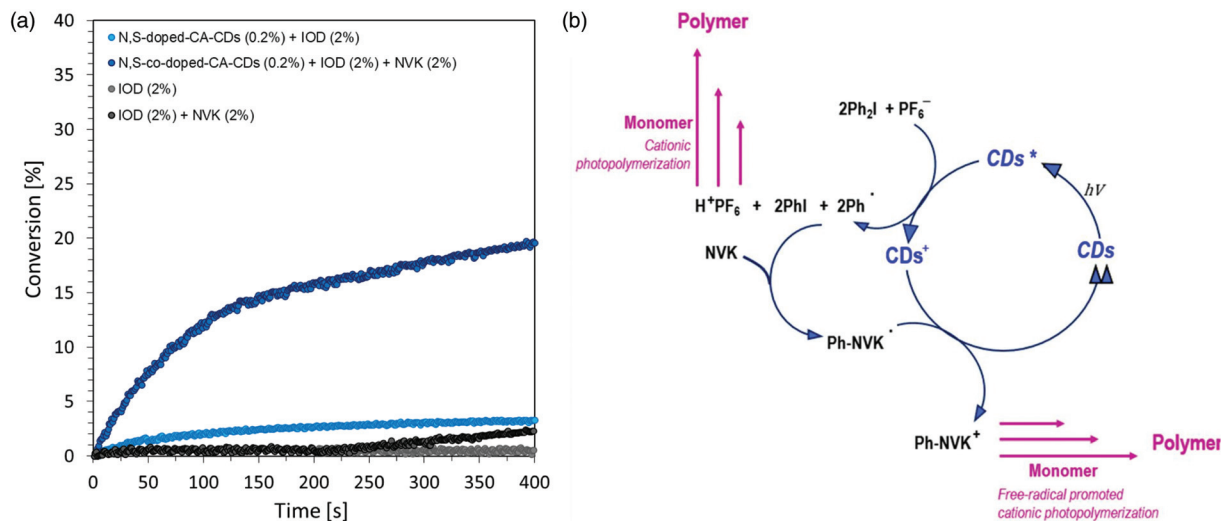 (a)
40
35
30
25
20
15
10
5
0
Conversion [%]
N,S-doped-CA-CDs (0.2%) + IOD (2%)
N,S-co-doped-CA-CDs (0.2%) + IOD (2%) + NVK (2%)
IOD (2%)
IOD (2%) + NVK (2%)
0 50 100 150 200 250 300 350 400
Time [s]
(b)
Polymer
Monomer
Cationic
photopolymerization
2Ph₂I + PF₆⁻
CDs *
hV
H⁺PF₆ + 2PhI + 2Ph˙
CDs⁺
CDs
NVK
Ph-NVK˙
Ph-NVK⁺
Polymer
Monomer
Free-radical promoted
cationic photopolymerization